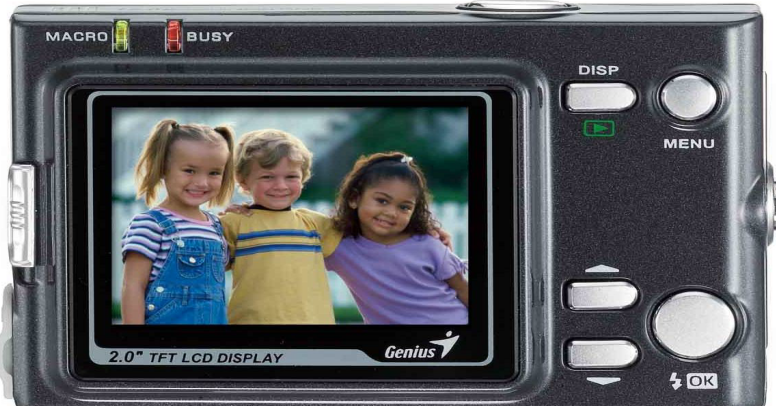 MACRO BUSY
DISP
MENU
2.0" TFT LCD DISPLAY
Genius
OK